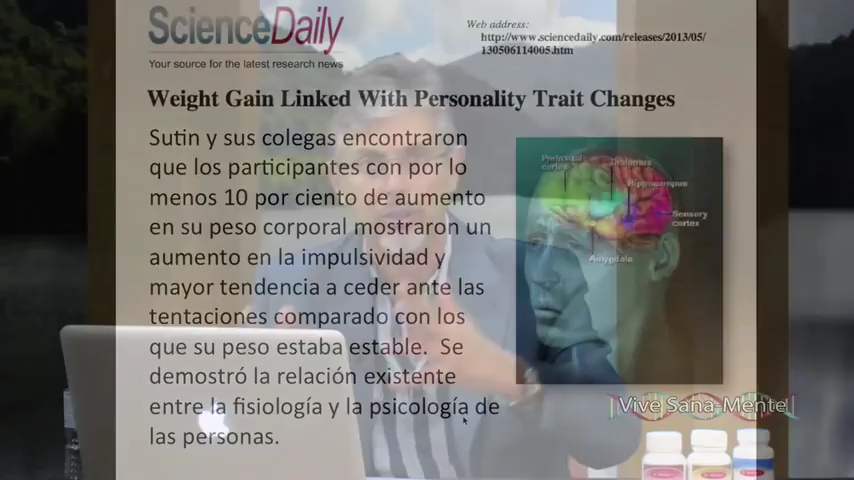 ScienceDaily
Your source for the latest research news
Web address:
http://www.sciencedaily.com/releases/2013/05/
130506114005.htm
Weight Gain Linked With Personality Trait Changes
Sutin y sus colegas encontraron
que los participantes con por lo
menos 10 por ciento de aumento
en su peso corporal mostraron un
aumento en la impulsividad y
mayor tendencia a ceder ante las
tentaciones comparado con los
que su peso estaba estable.  Se
demostró la relación existente
entre la fisiología y la psicología de
las personas.
Prefrontal
cortex
Hippocampus
Sensory
cortex
Amygdala
Vive Sana-Mente